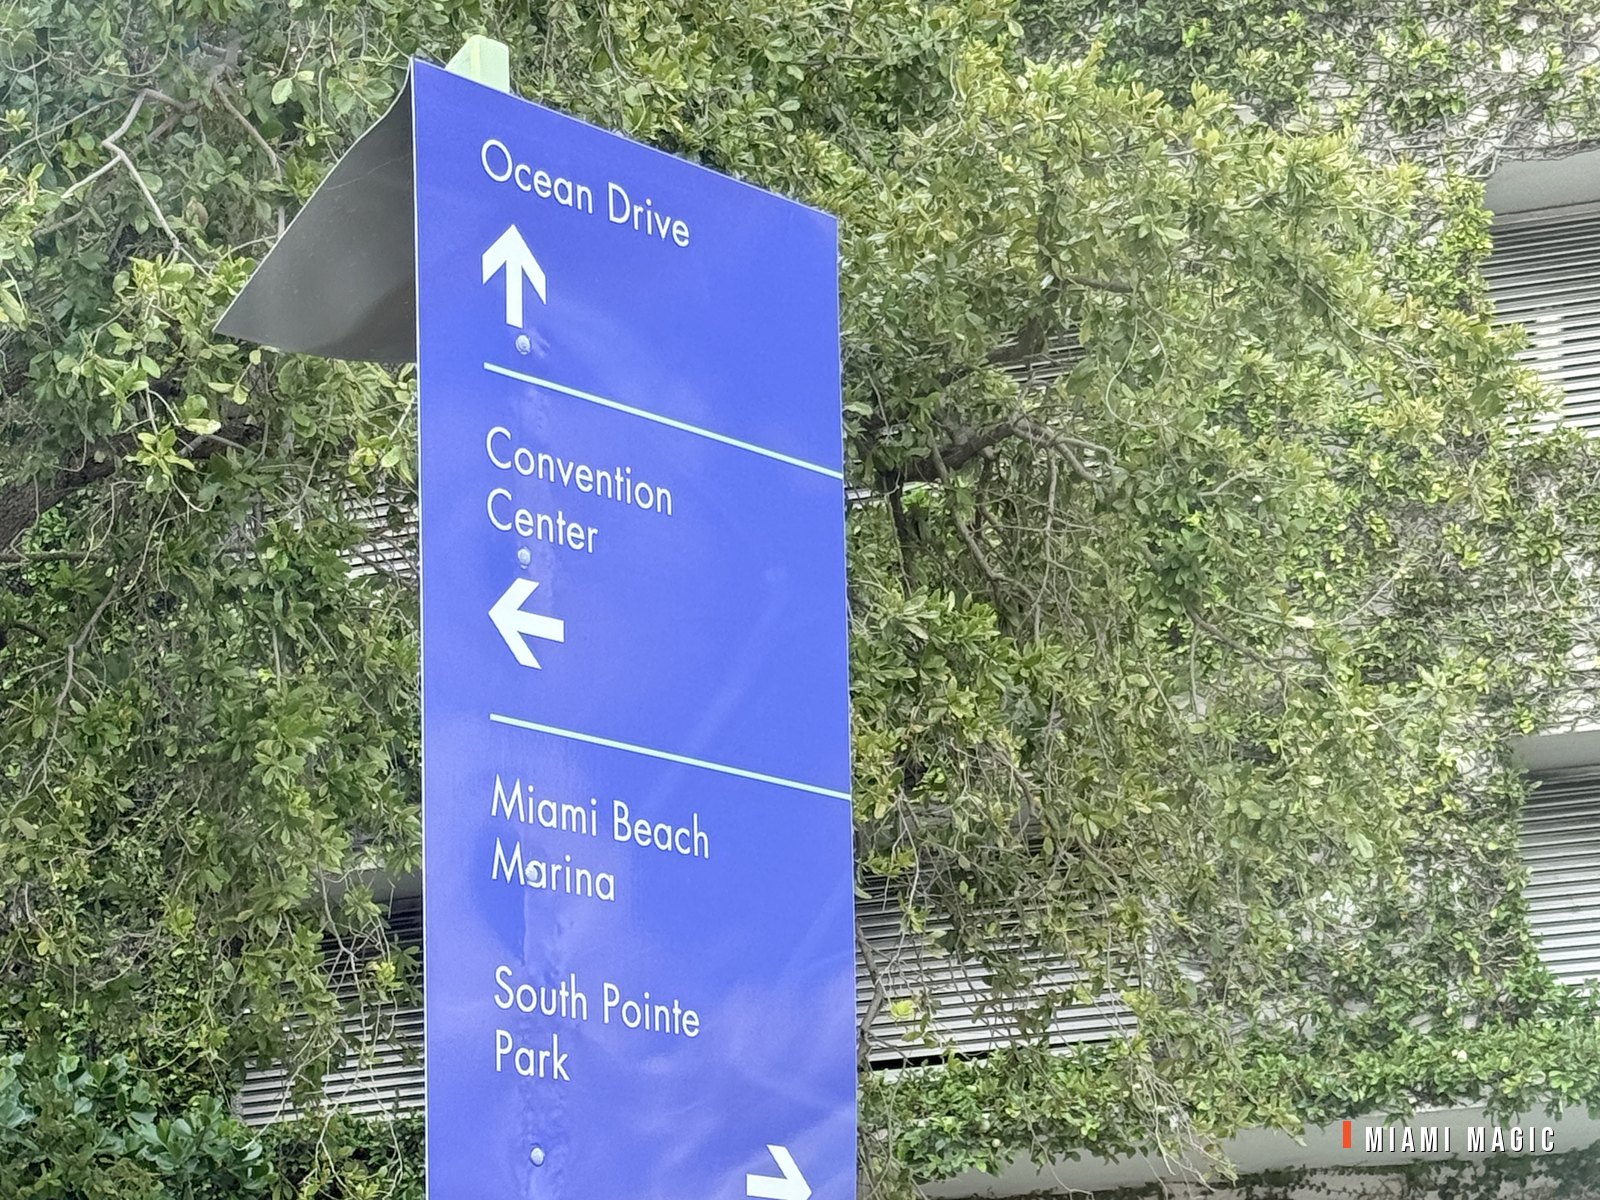 Ocean Drive
Convention
Center
Miami Beach
Marina
South Pointe
Park
MIAMI MAGIC